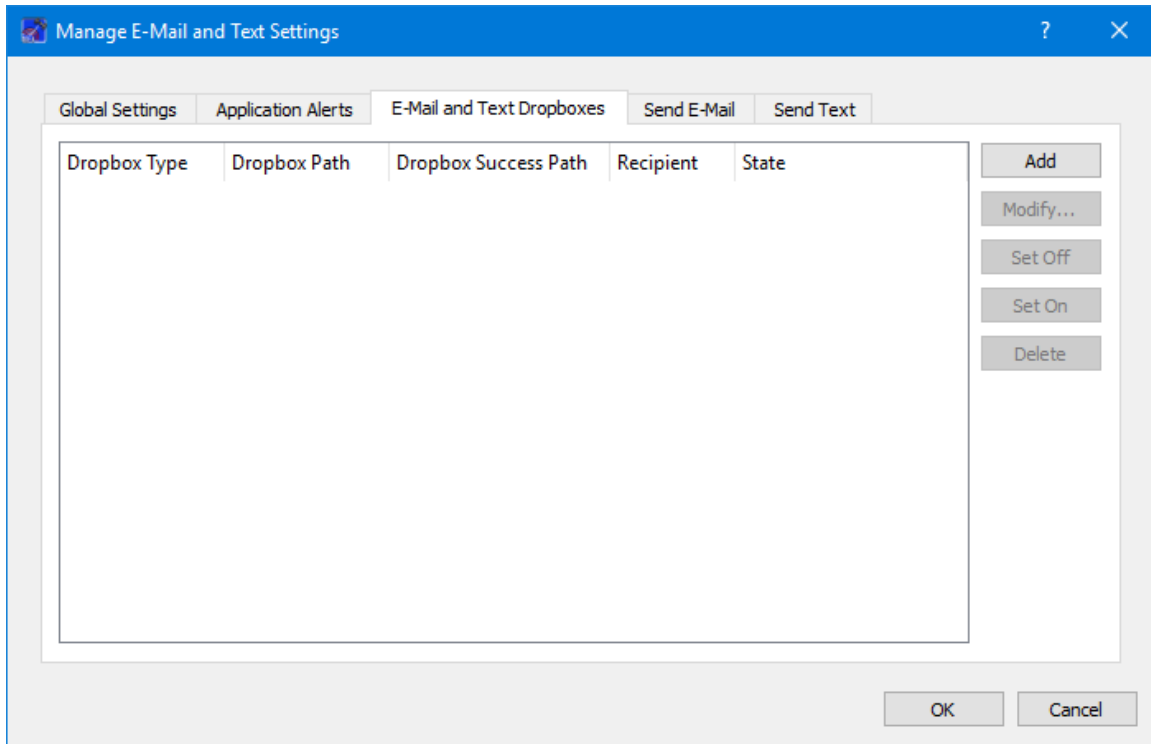 Manage E-Mail and Text Settings ?
Global Settings Application Alerts E-Mail and Text Dropboxes Send E-Mail Send Text
Dropbox Type Dropbox Path Dropbox Success Path Recipient State
Add
Modify...
Set Off
Set On
Delete
OK Cancel